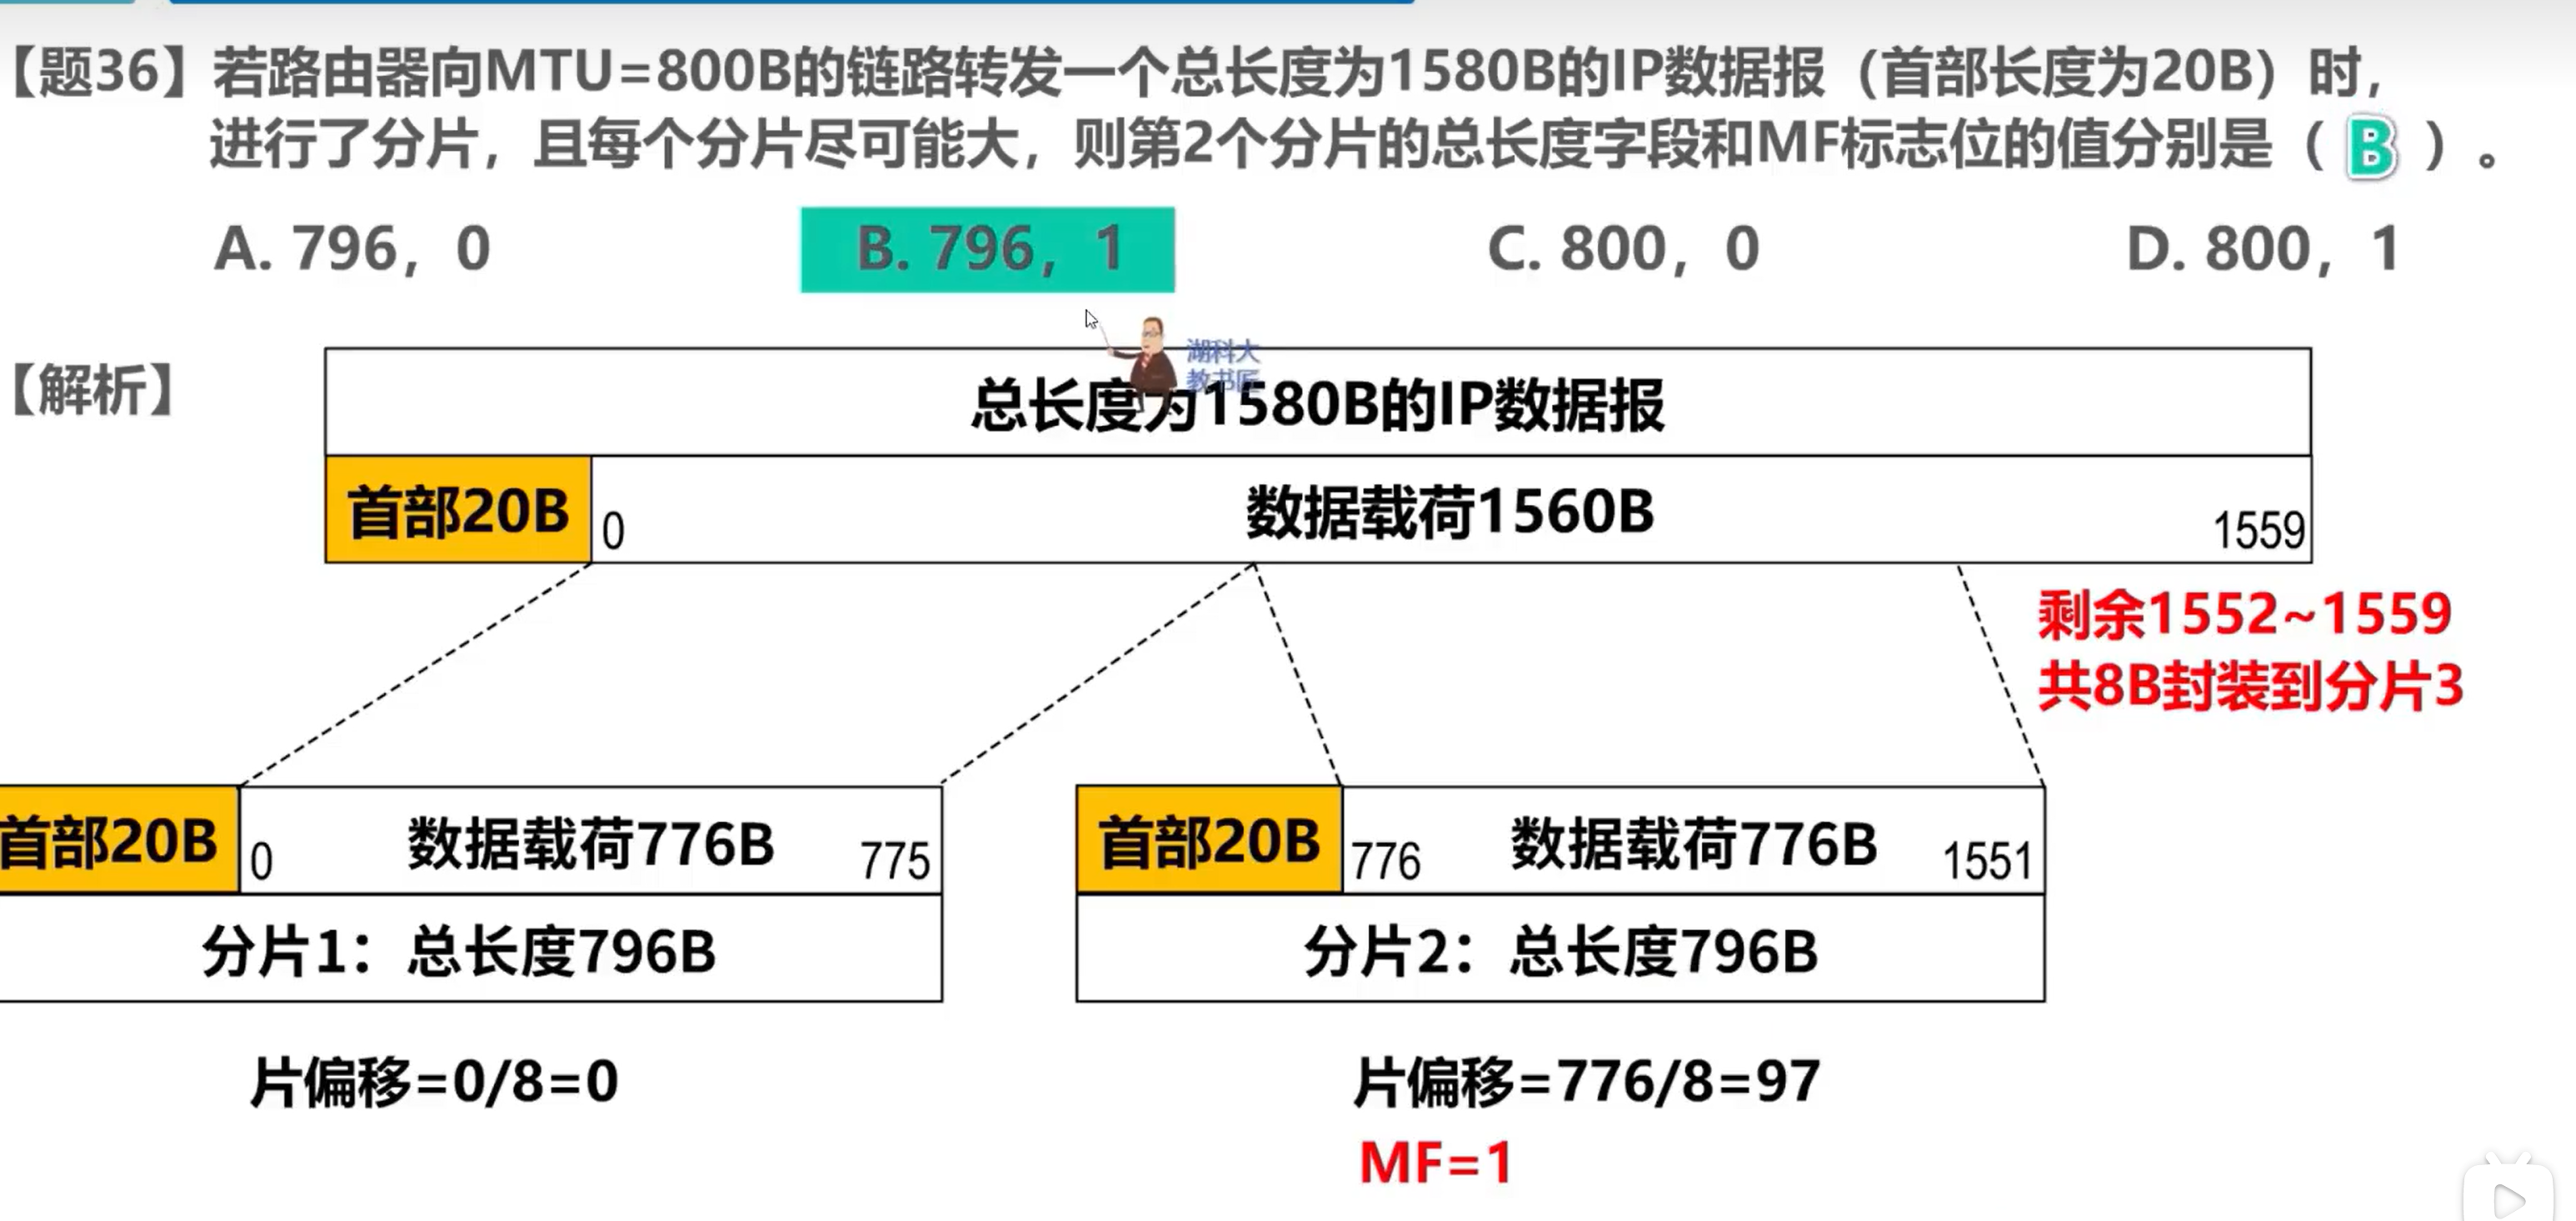 【题36】若路由器向MTU=800B的链路转发一个总长度为1580B的IP数据报（首部长度为20B）时，
进行了分片，且每个分片尽可能大，则第2个分片的总长度字段和MF标志位的值分别是（ B ）。
A. 796，0
B. 796，1
C. 800，0
D. 800，1
【解析】
湖科大
教书匠
总长度为1580B的IP数据报
首部20B
0
数据载荷1560B
1559
剩余1552~1559
共8B封装到分片3
首部20B
0
数据载荷776B
775
分片1：总长度796B
片偏移=0/8=0
首部20B
776
数据载荷776B
1551
分片2：总长度796B
片偏移=776/8=97
MF=1